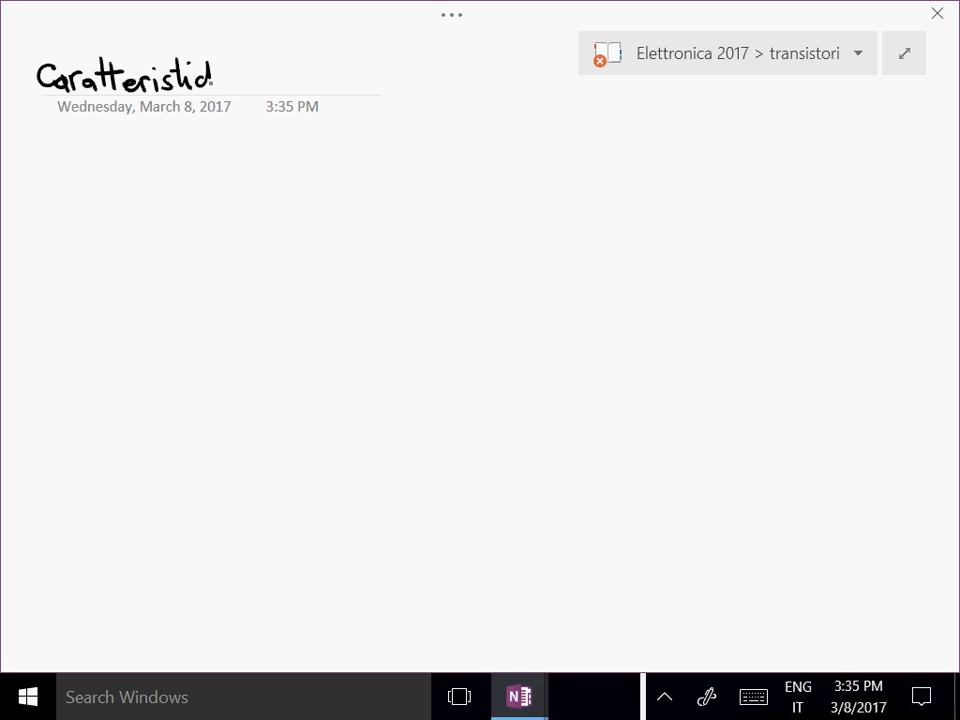 Elettronica 2017 > transistori
Caratteristid
Wednesday, March 8, 2017 3:35 PM
Search Windows
N
ENG
IT
3:35 PM
3/8/2017